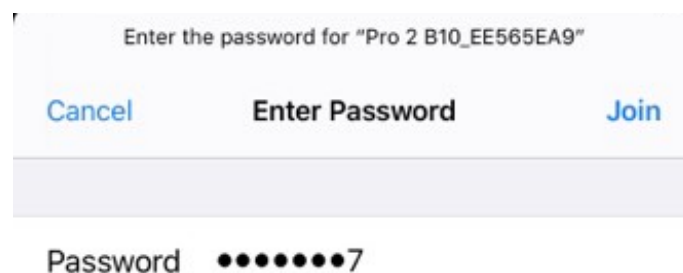 Enter the password for “Pro 2 B10_EE565EA9”
Cancel Enter Password Join
Password ●●●●●●●7